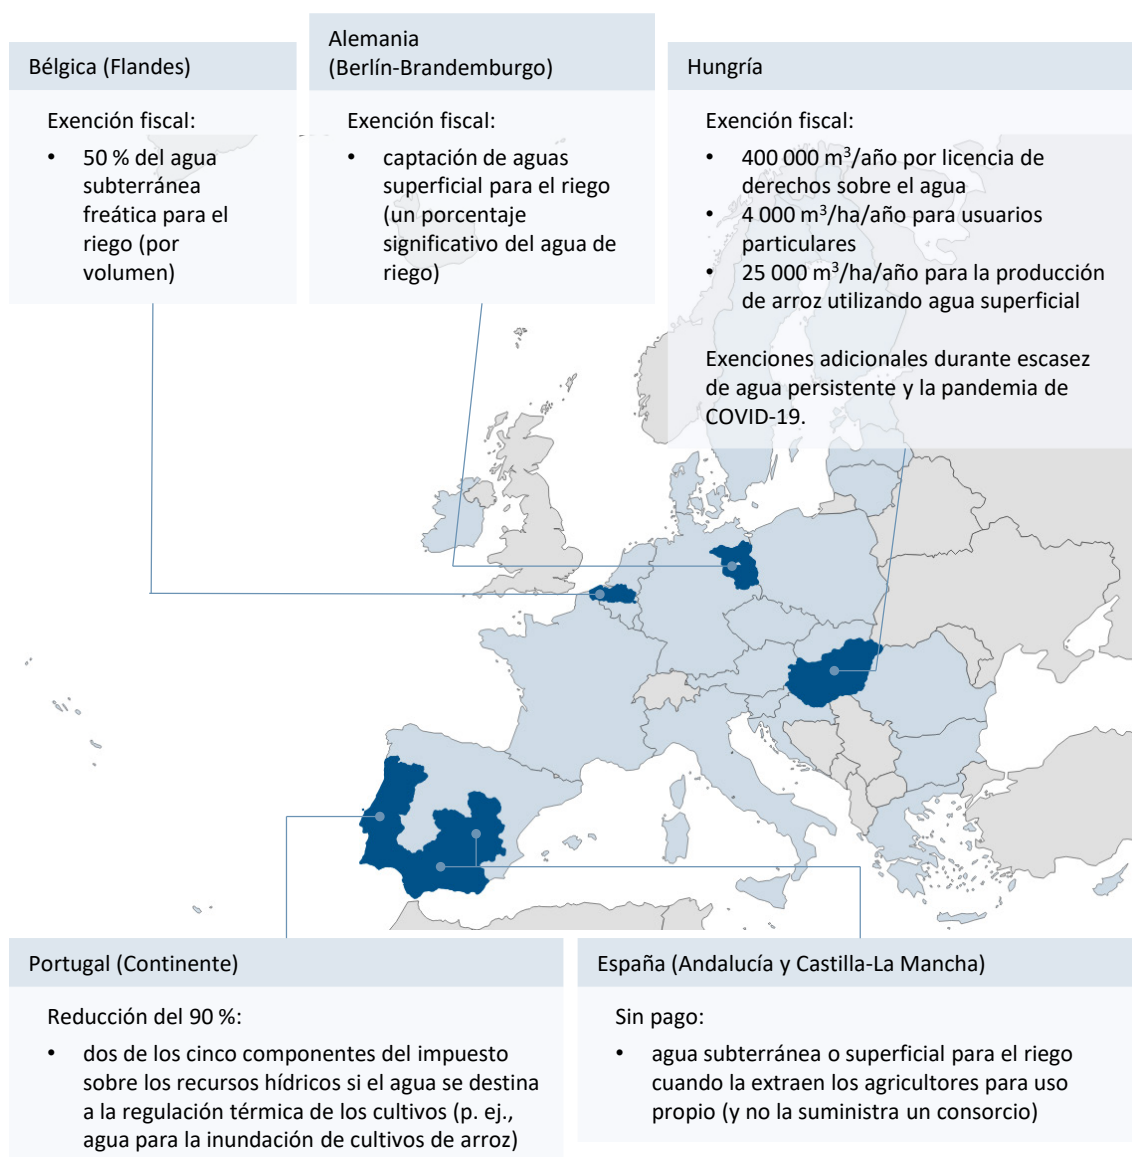 Bélgica (Flandes)
Exención fiscal:
• 50 % del agua
subterránea
freática para el
riego (por
volumen)
Alemania
(Berlín-Brandemburgo)
Exención fiscal:
• captación de aguas
superficial para el riego
(un porcentaje
significativo del agua de
riego)
Hungría
Exención fiscal:
• 400 000 m³/año por licencia de
derechos sobre el agua
• 4 000 m³/ha/año para usuarios
particulares
• 25 000 m³/ha/año para la producción
de arroz utilizando agua superficial
Exenciones adicionales durante escasez
de agua persistente y la pandemia de
COVID-19.
Portugal (Continente)
Reducción del 90 %:
• dos de los cinco componentes del impuesto
sobre los recursos hídricos si el agua se destina
a la regulación térmica de los cultivos (p. ej.,
agua para la inundación de cultivos de arroz)
España (Andalucía y Castilla-La Mancha)
Sin pago:
• agua subterránea o superficial para el riego
cuando la extraen los agricultores para uso
propio (y no la suministra un consorcio)